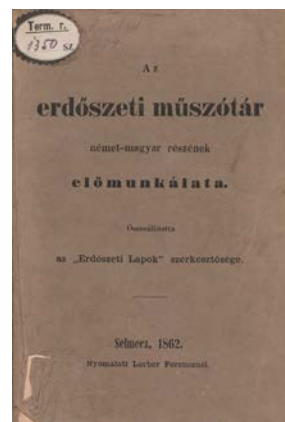 Term. r.
1350 sz
Az
erdőszeti műszótár
német-magyar részének
előmunkálata.
Összeállította
az „Erdőszeti Lapok" szerkesztősége.
Selmecz, 1862.
Nyomatott Lorber Ferencznél.